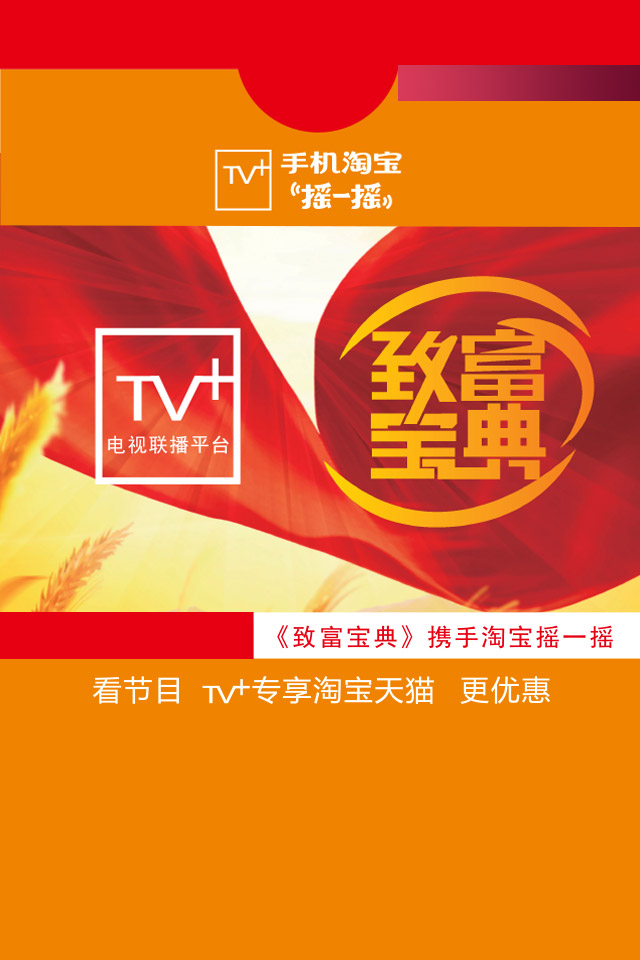 TV+ 手机淘宝
“摇一摇”
TV+
电视联播平台
致富
宝典
《致富宝典》携手淘宝摇一摇
看节目 TV+专享淘宝天猫 更优惠